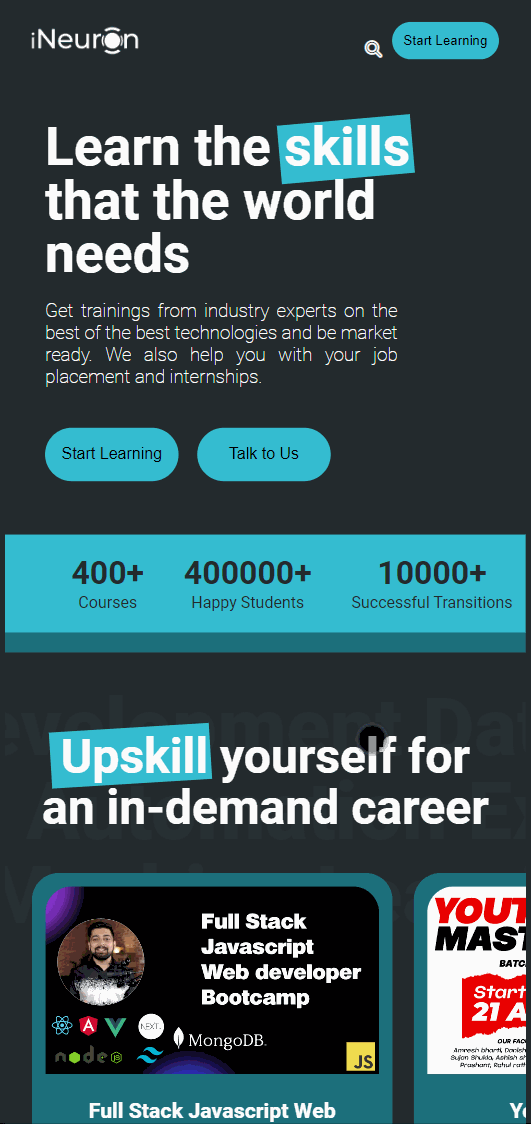 iNeuron
Start Learning
Learn the skills
that the world
needs
Get trainings from industry experts on the
best of the best technologies and be market
ready. We also help you with your job
placement and internships.
Start Learning
Talk to Us
400+
400000+
10000+
Courses
Happy Students
Successful Transitions
Upskill yourself for
an in-demand career
Full Stack
Javascript
Web developer
Bootcamp
NEXT
MongoDB.
node
JS
JS
YOUT
MAST
BATC
Start
21 A
OUR FAC
Amresh bharti, Danish
Sujan Shukla, Ashish sh
Prashant, Rahul rat
Full Stack Javascript Web
Yo